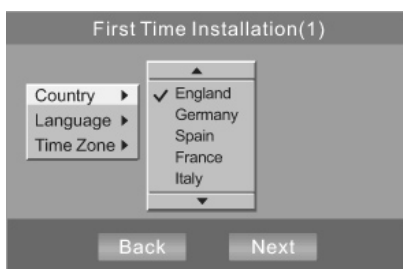 First Time Installation(1)
Country
Language
Time Zone
England
Germany
Spain
France
Italy
Back
Next